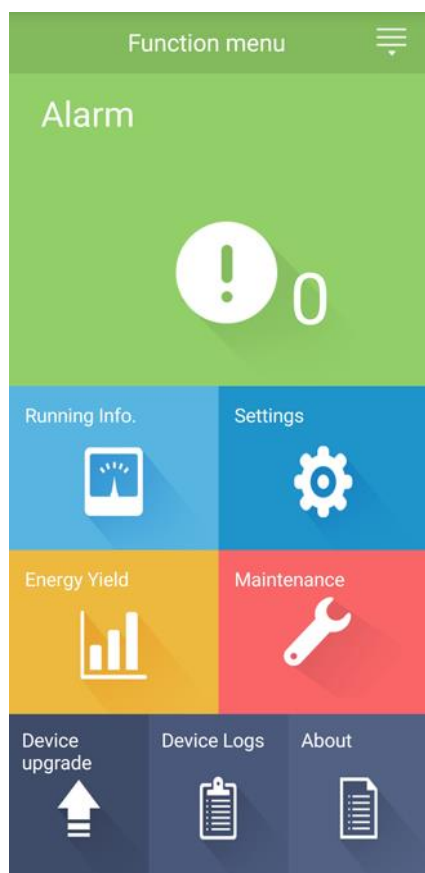 Function menu
Alarm
0
Running Info.
Settings
Energy Yield
Maintenance
Device
upgrade
Device Logs
About